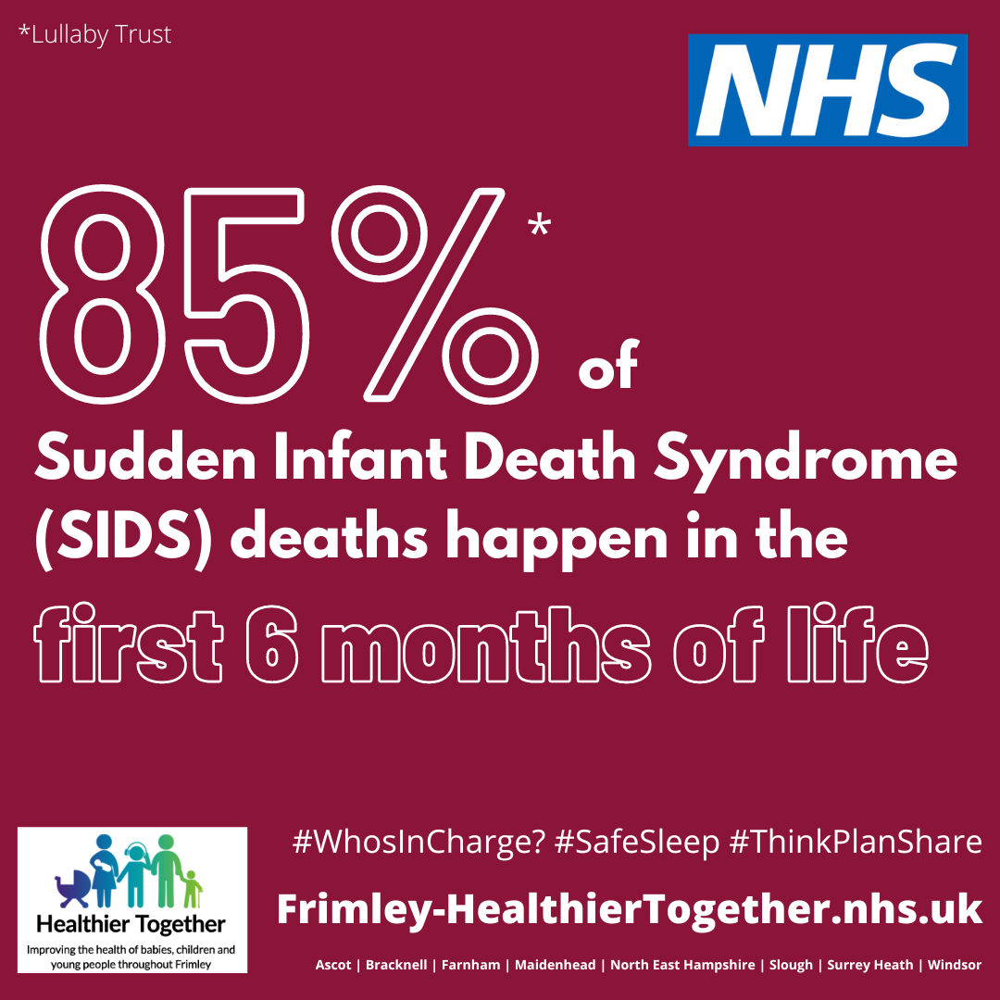 *Lullaby Trust
NHS
85%* of
Sudden Infant Death Syndrome
(SIDS) deaths happen in the
first 6 months of life
#WhosInCharge? #SafeSleep #ThinkPlanShare
Frimley-HealthierTogether.nhs.uk
Ascot | Bracknell | Farnham | Maidenhead | North East Hampshire | Slough | Surrey Heath | Windsor
Healthier Together
Improving the health of babies, children and
young people throughout Frimley